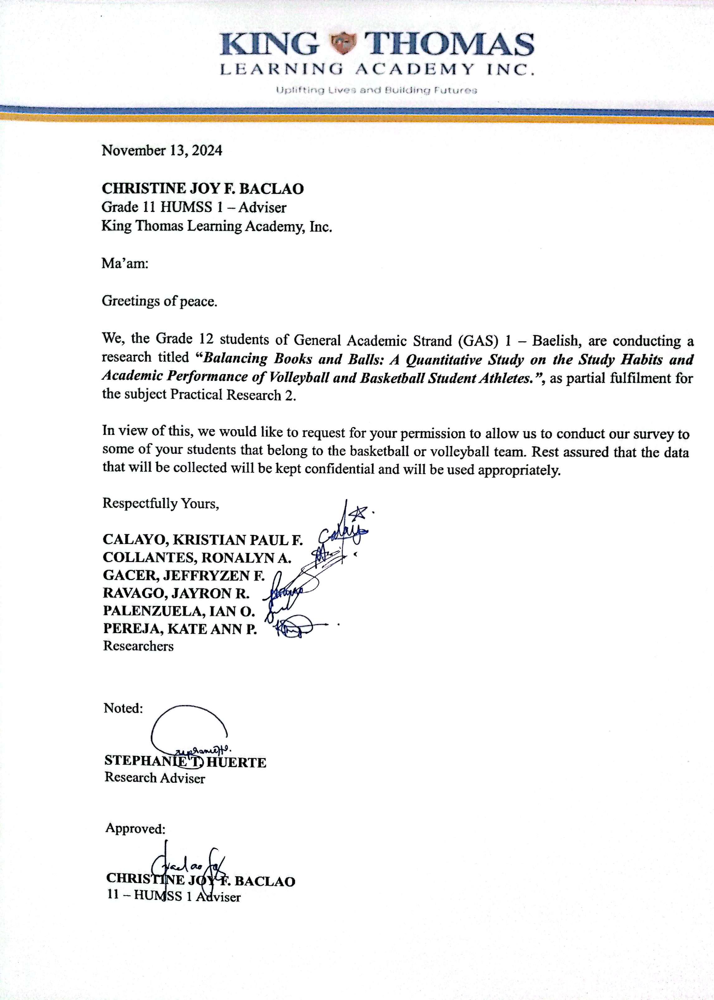 KING THOMAS
LEARNING ACADEMY INC.
Uplifting Lives and Building Futures
November 13, 2024
CHRISTINE JOY F. BACLAO
Grade 11 HUMSS 1 – Adviser
King Thomas Learning Academy, Inc.
Ma’am:
Greetings of peace.
We, the Grade 12 students of General Academic Strand (GAS) 1 – Baelish, are conducting a
research titled “Balancing Books and Balls: A Quantitative Study on the Study Habits and
Academic Performance of Volleyball and Basketball Student Athletes.”, as partial fulfilment for
the subject Practical Research 2.
In view of this, we would like to request for your permission to allow us to conduct our survey to
some of your students that belong to the basketball or volleyball team. Rest assured that the data
that will be collected will be kept confidential and will be used appropriately.
Respectfully Yours,
CALAYO, KRISTIAN PAUL F.
COLLANTES, RONALYN A.
GACER, JEFFRYZEN F.
RAVAGO, JAYRON R.
PALENZUELA, IAN O.
PEREJA, KATE ANN P.
Researchers
Noted:
STEPHANIE T. HUERTE
Research Adviser
Approved:
CHRISTINE JOY F. BACLAO
11 – HUMSS 1 Adviser